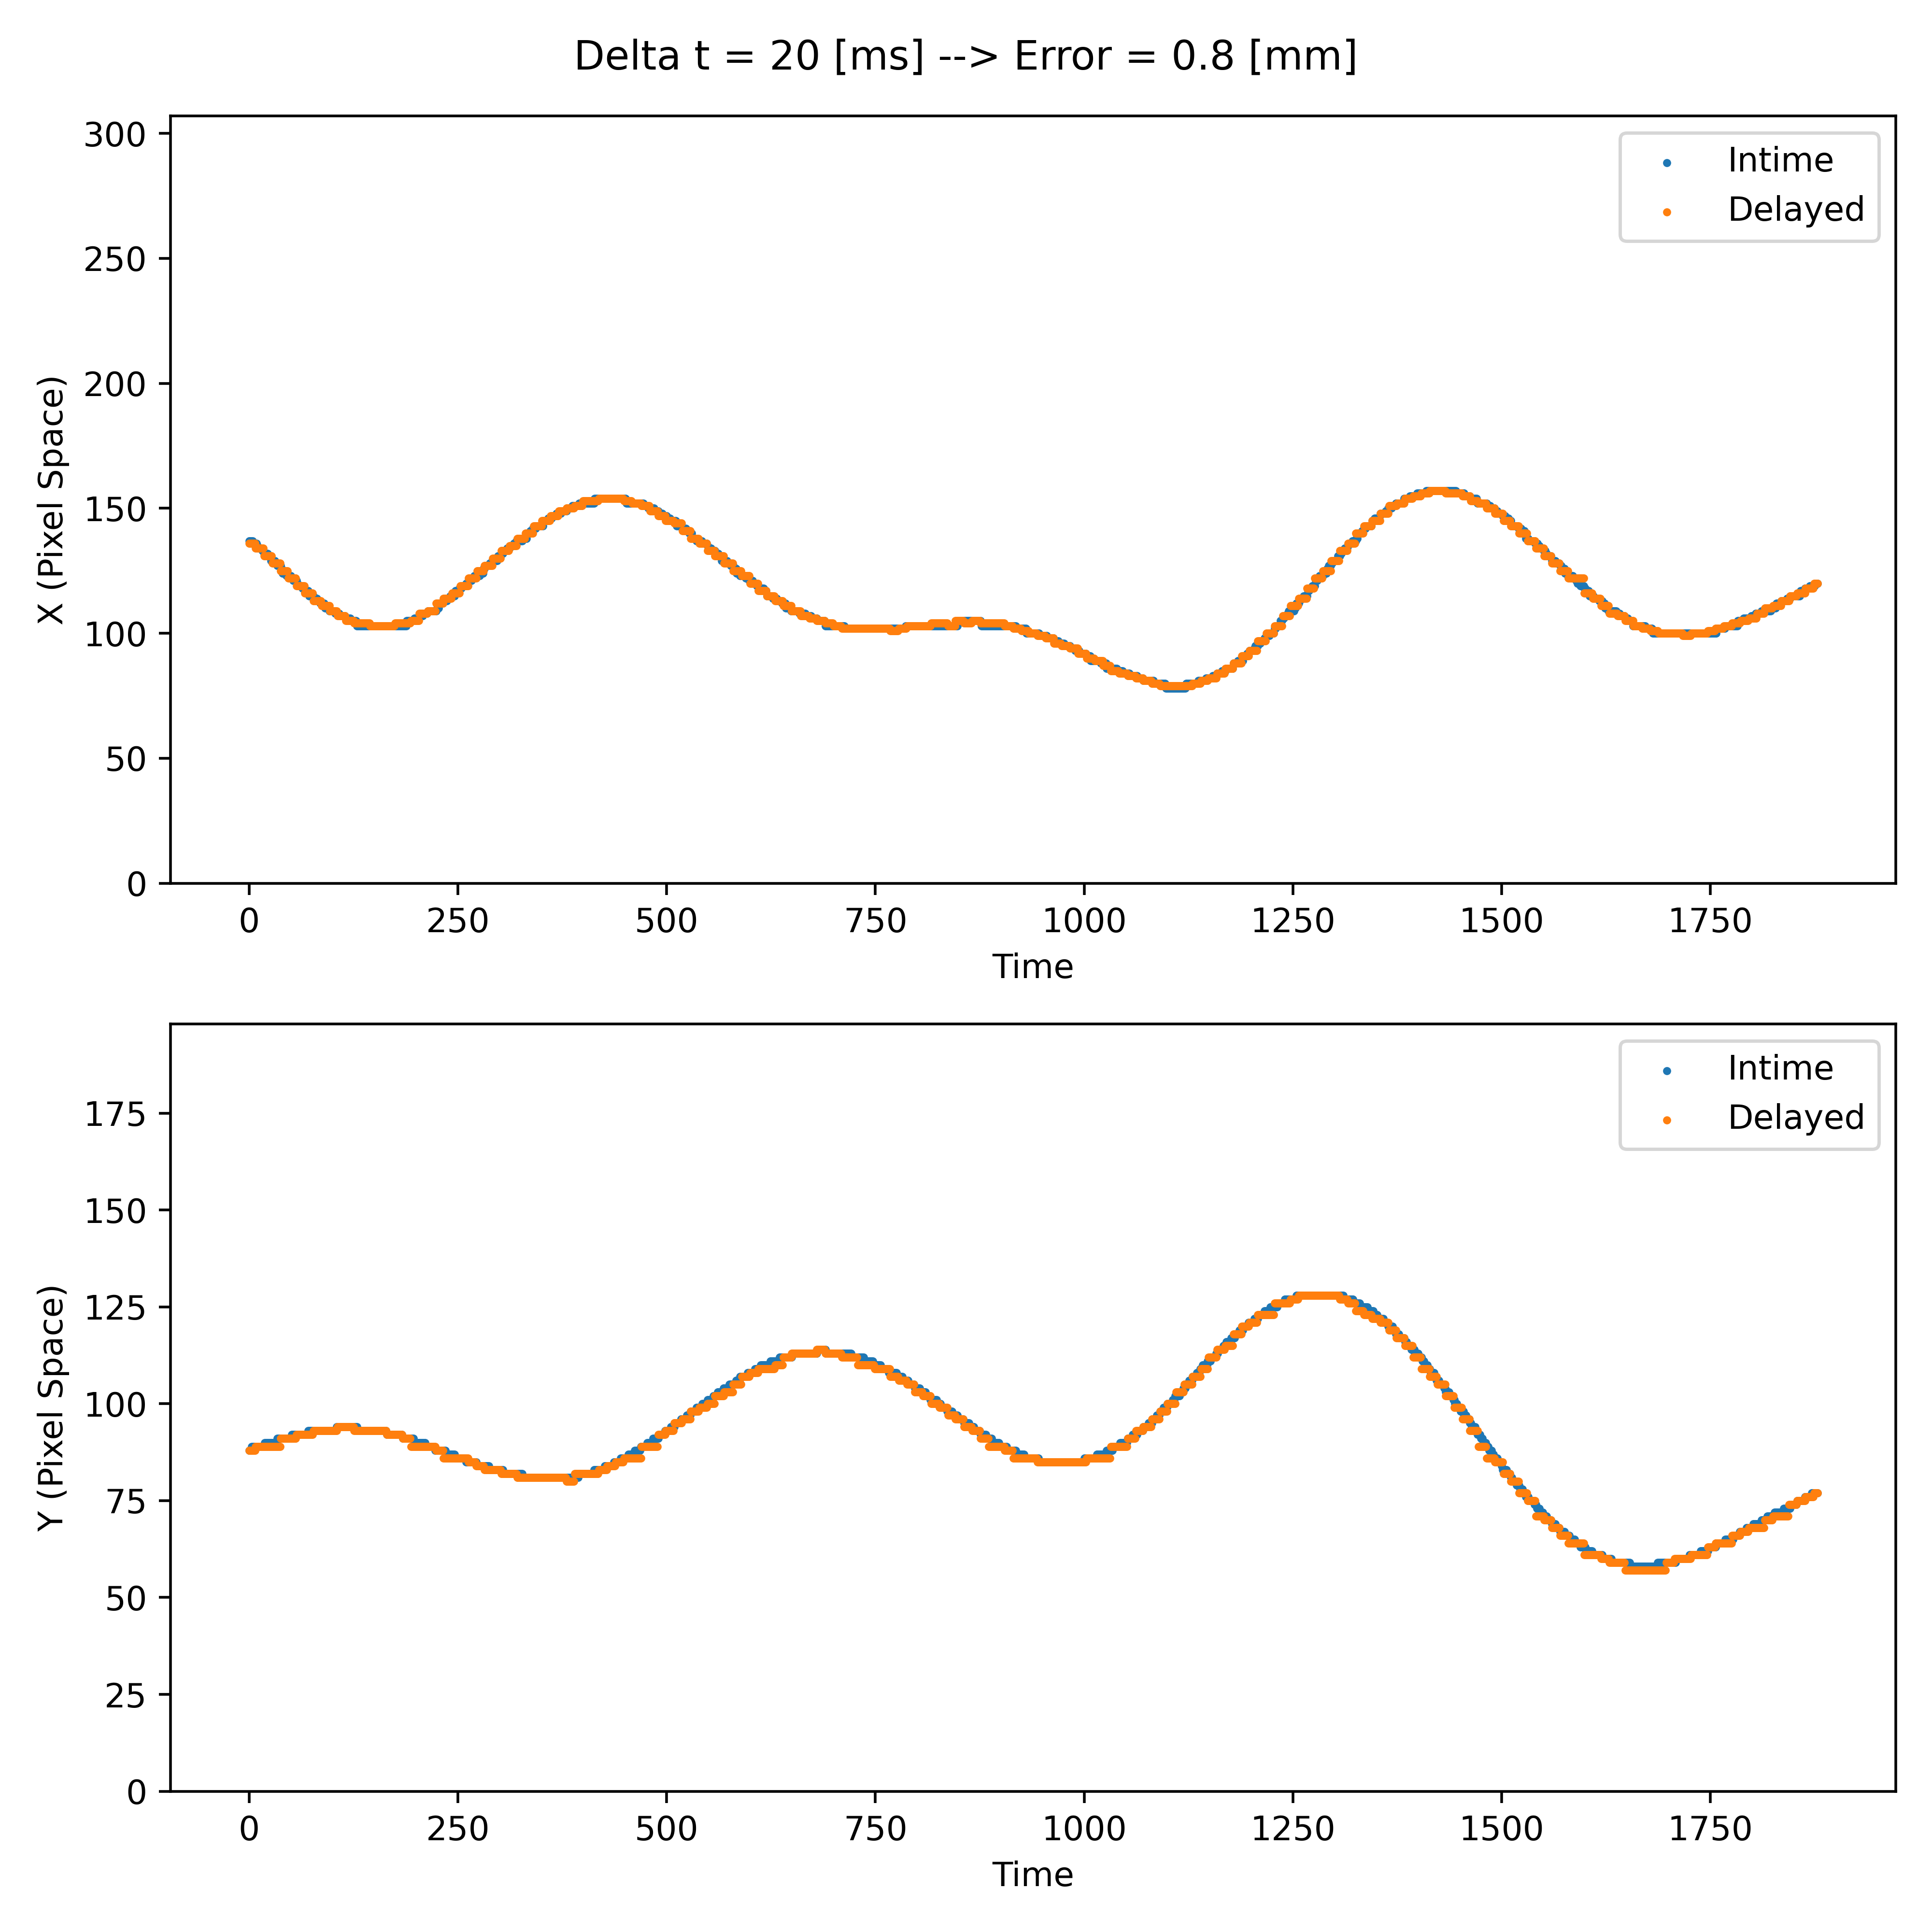 Delta t = 20 [ms] --> Error = 0.8 [mm]
300
250
200
150
100
50
0
X (Pixel Space)
Intime
Delayed
0 250 500 750 1000 1250 1500 1750
Time
175
150
125
100
75
50
25
0
Y (Pixel Space)
Intime
Delayed
0 250 500 750 1000 1250 1500 1750
Time